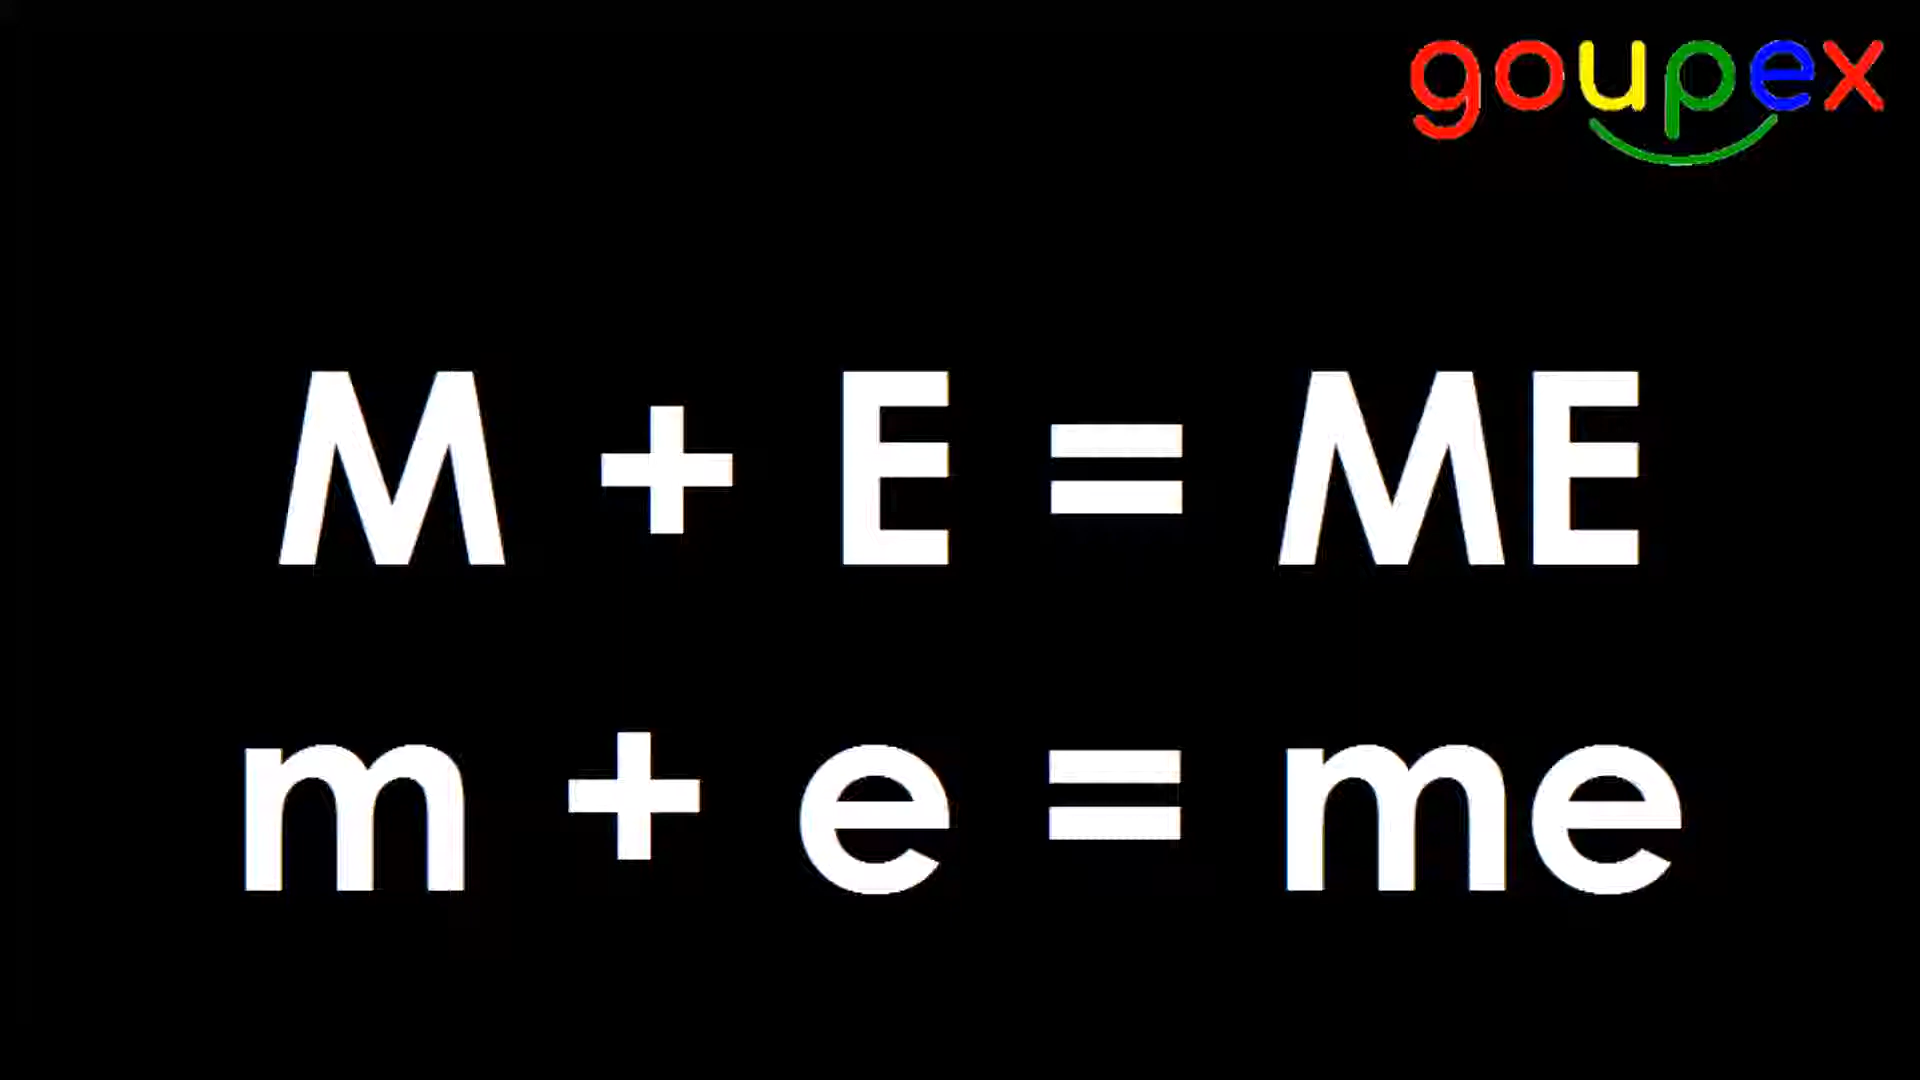 goupex
M + E = ME
m + e = me